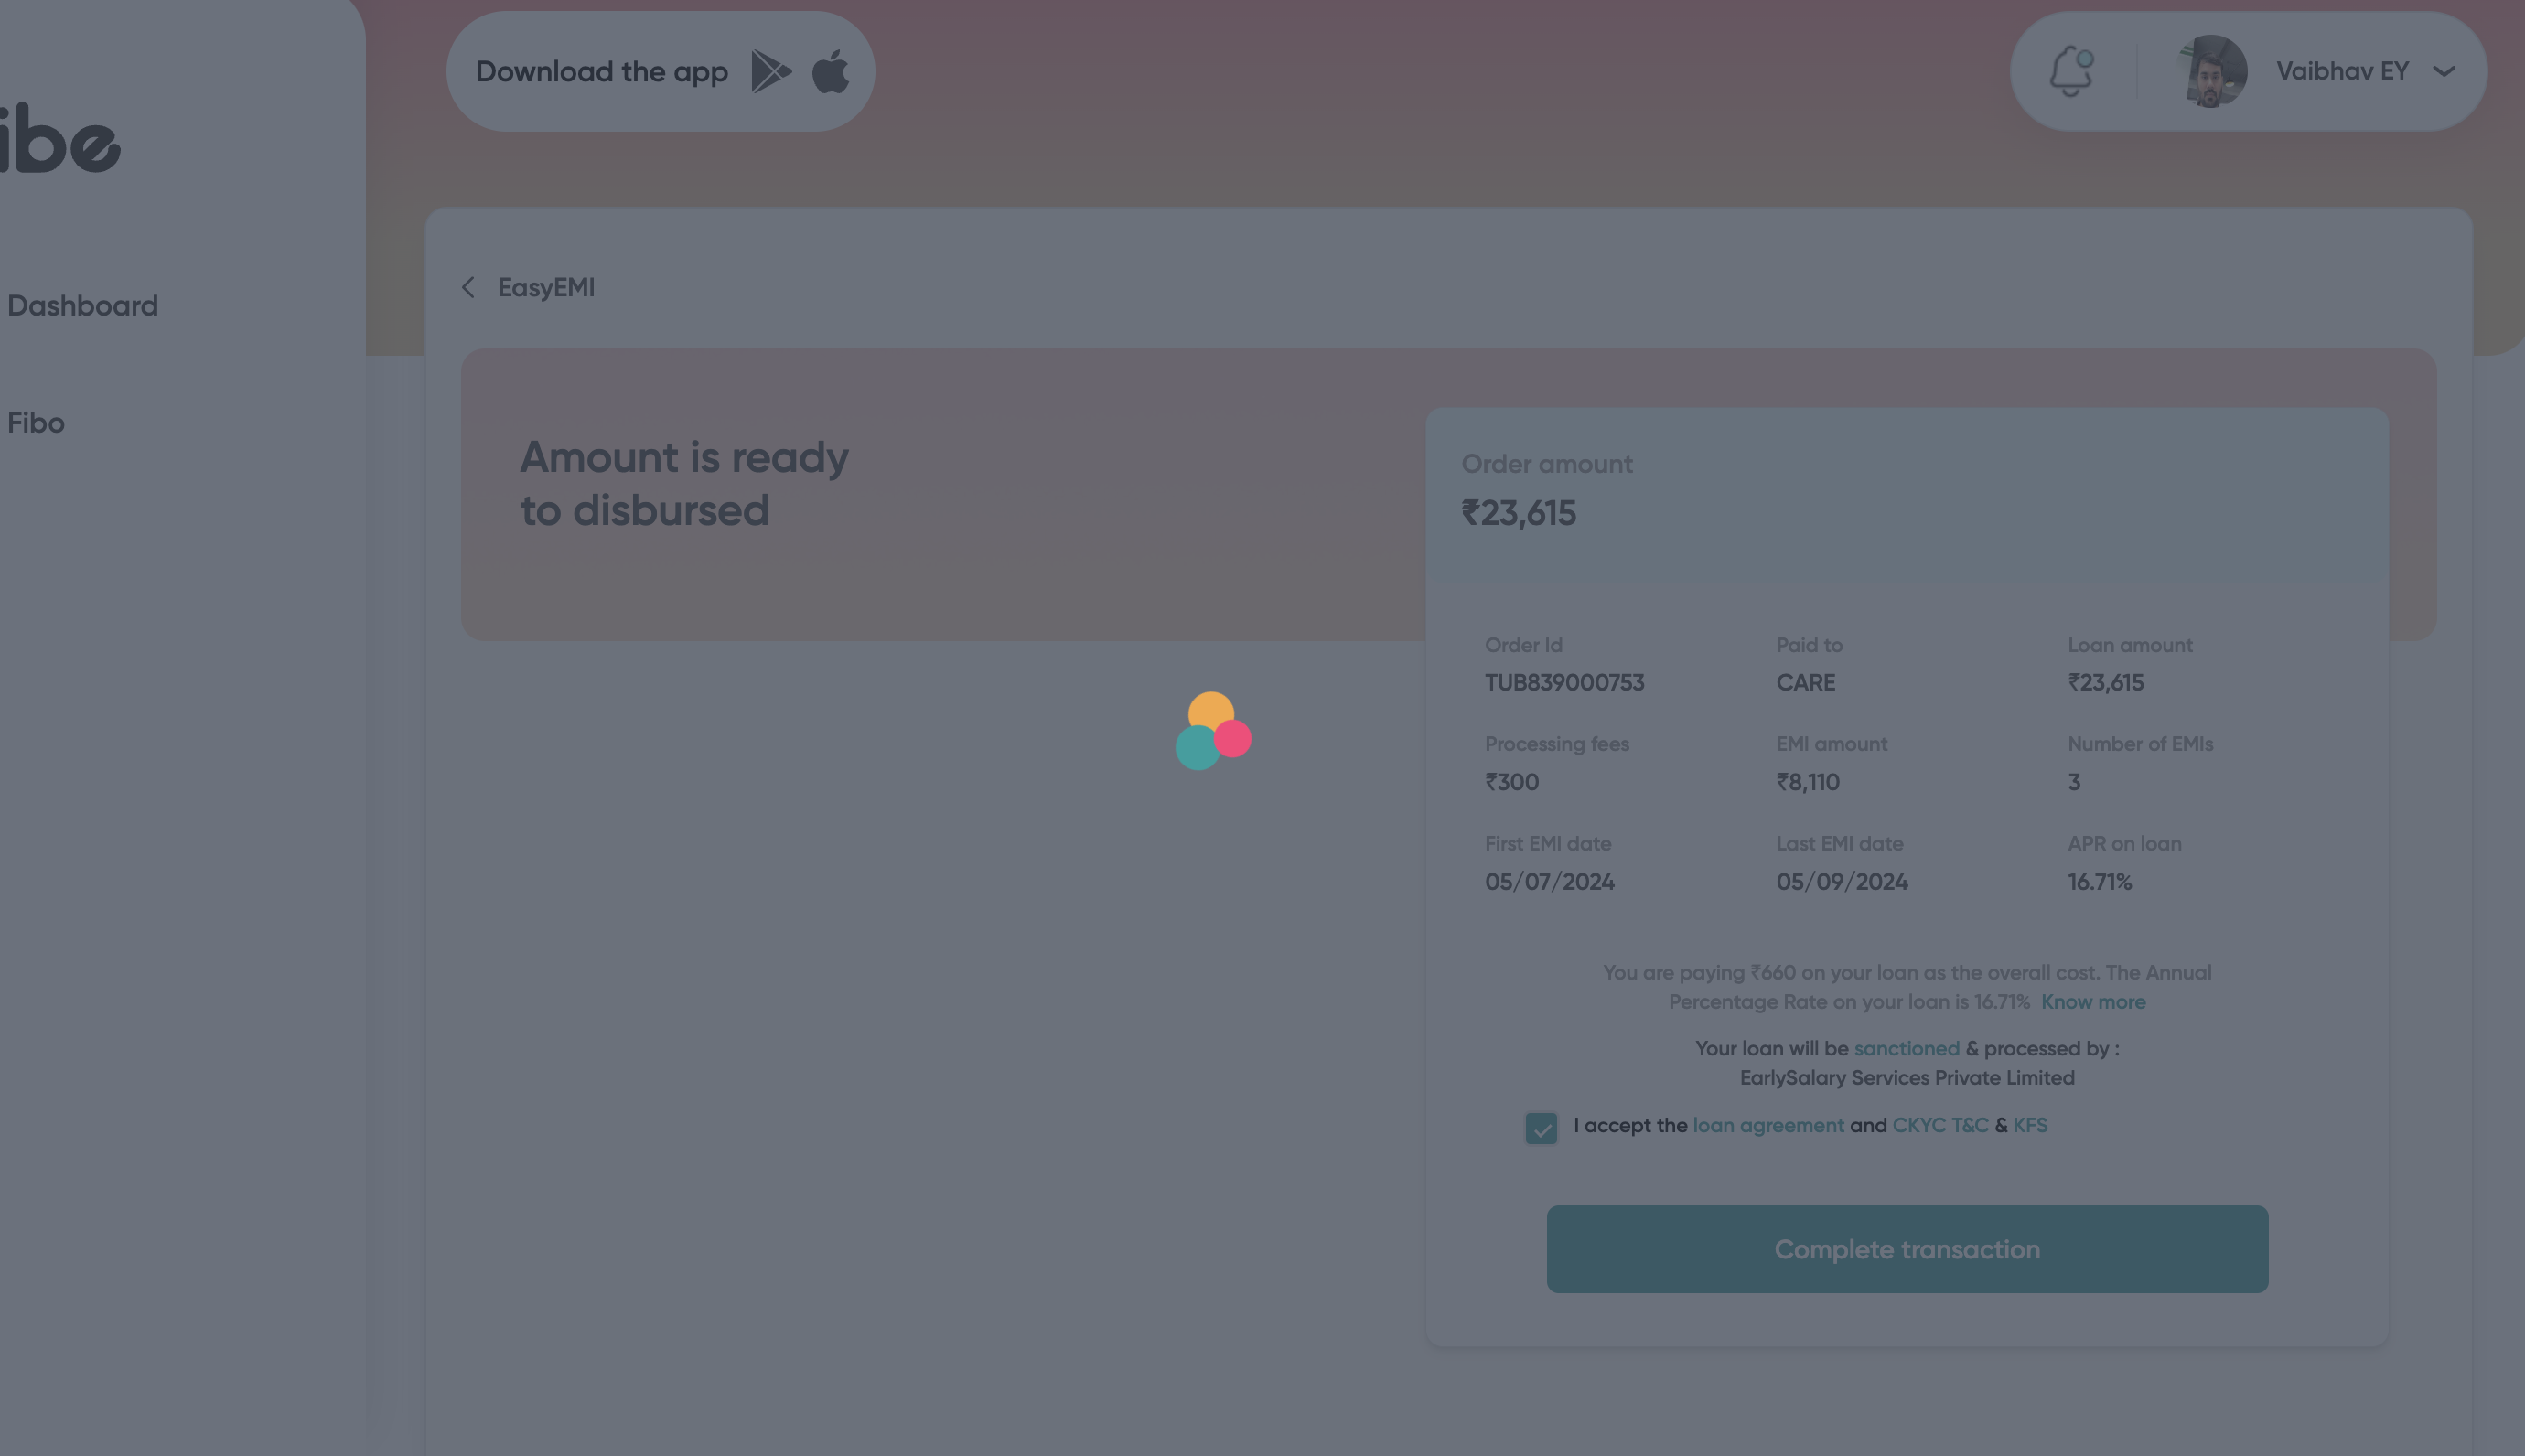 Download the app
Vaibhav EY
ibe
Dashboard
Fibo
EasyEMI
Amount is ready
to disbursed
Order amount
₹23,615
Order Id
Paid to
Loan amount
TUB839000753
CARE
₹23,615
Processing fees
EMI amount
Number of EMIs
₹300
₹8,110
3
First EMI date
Last EMI date
APR on loan
05/07/2024
05/09/2024
16.71%
You are paying ₹660 on your loan as the overall cost. The Annual
Percentage Rate on your loan is 16.71% Know more
Your loan will be sanctioned & processed by :
EarlySalary Services Private Limited
I accept the loan agreement and CKYC T&C & KFS
Complete transaction